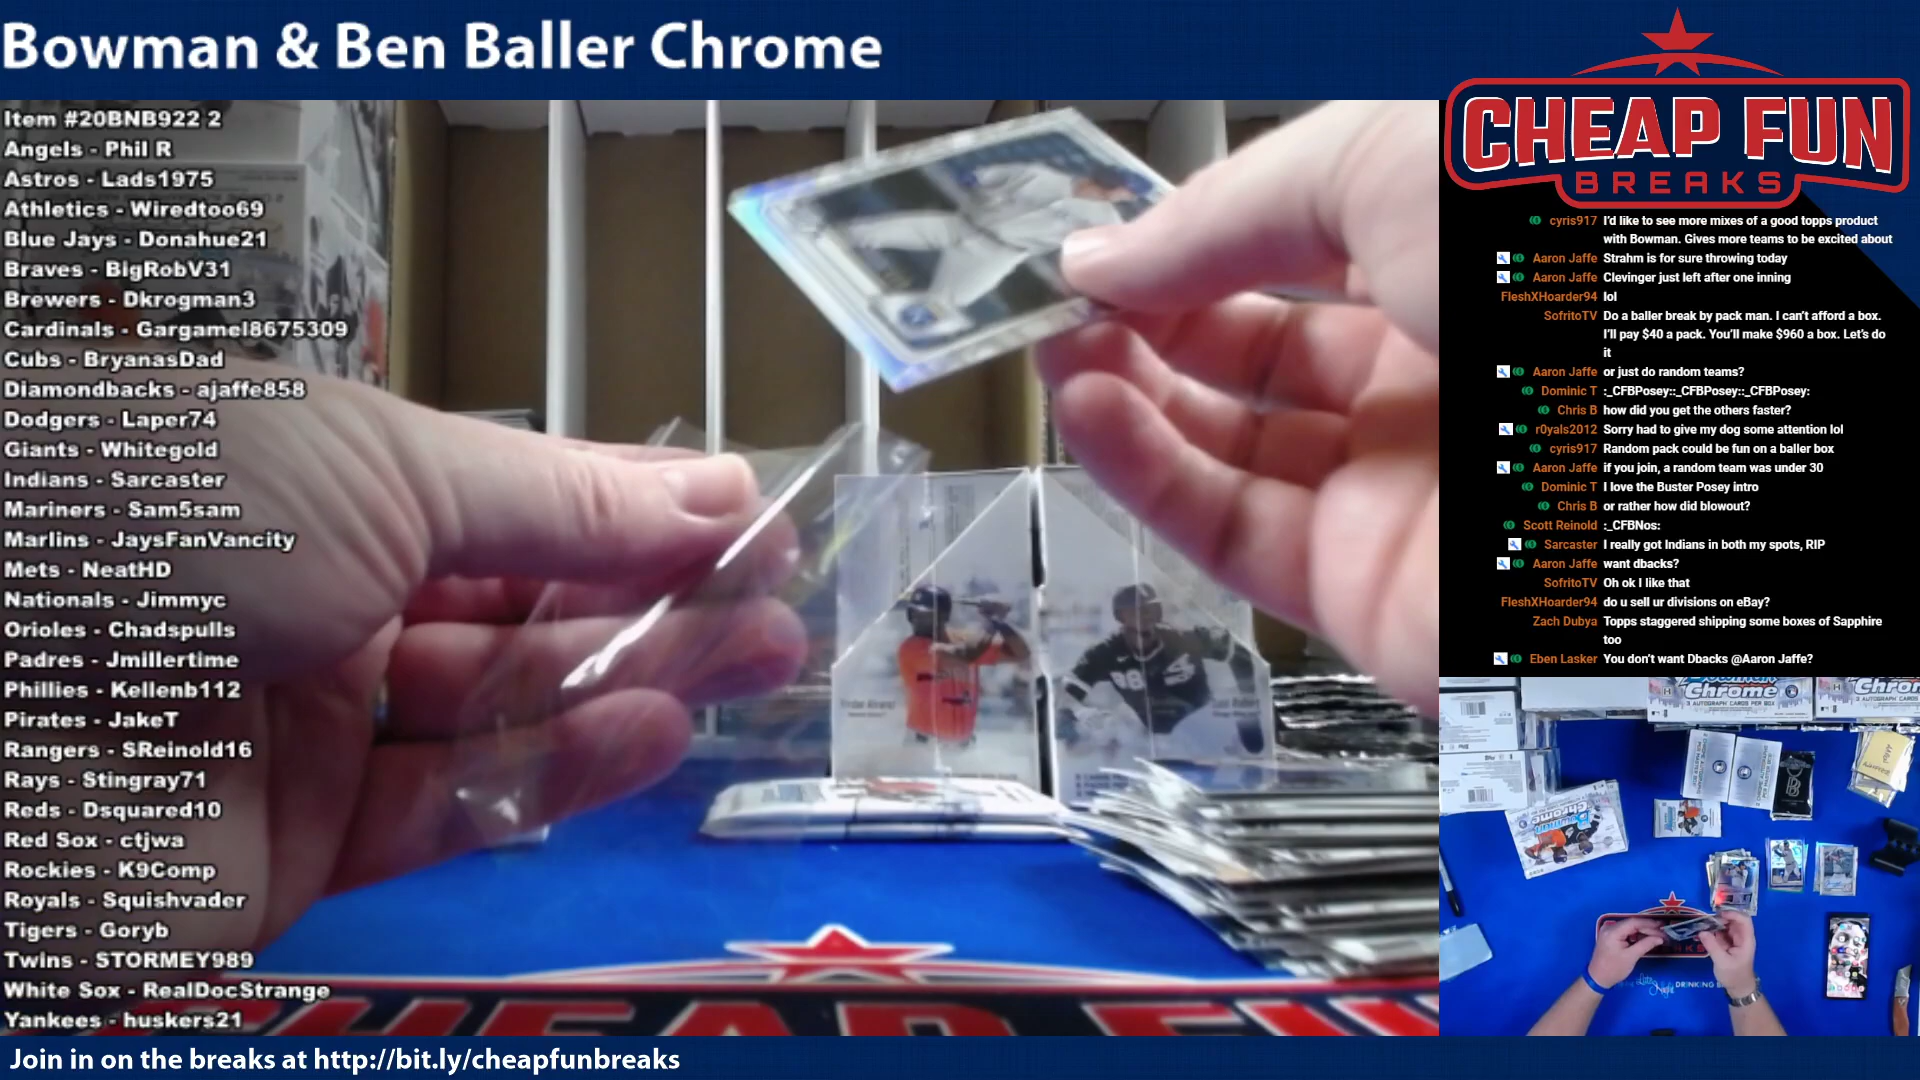 Bowman & Ben Baller Chrome
Item #20BNB922 2
Angels - Phil R
Astros - Lads1975
Athletics - Wiredtoo69
Blue Jays - Donahue21
Braves - BigRobV31
Brewers - Dkrogman3
Cardinals - Gargamel8675309
Cubs - BryanasDad
Diamondbacks - ajaffe858
Dodgers - Laper74
Giants - Whitegold
Indians - Sarcaster
Mariners - Sam5sam
Marlins - JaysFanVancity
Mets - NeatHD
Nationals - Jimmyc
Orioles - Chadspulls
Padres - Jmillertime
Phillies - Kellenb112
Pirates - JakeT
Rangers - SReinold16
Rays - Stingray71
Reds - Dsquared10
Red Sox - ctjwa
Rockies - K9Comp
Royals - Squishvader
Tigers - Goryb
Twins - STORMEY989
White Sox - RealDocStrange
Yankees - huskers21
Join in on the breaks at http://bit.ly/cheapfunbreaks
CHEAP FUN
BREAKS
cyris917 I'd like to see more mixes of a good topps product
with Bowman. Gives more teams to be excited about
Aaron Jaffe Strahm is for sure throwing today
Aaron Jaffe Clevinger just left after one inning
FleshXHoarder94 lol
SofritoTV Do a baller break by pack man. I can't afford a box.
I'll pay $40 a pack. You'll make $960 a box. Let's do
it
Aaron Jaffe or just do random teams?
Dominic T :_CFBPosey::_CFBPosey::_CFBPosey:
Chris B how did you get the others faster?
r0yals2012 Sorry had to give my dog some attention lol
cyris917 Random pack could be fun on a baller box
Aaron Jaffe if you join, a random team was under 30
Dominic T I love the Buster Posey intro
Chris B or rather how did blowout?
Scott Reinold :_CFBNos:
Sarcaster I really got Indians in both my spots, RIP
Aaron Jaffe want dbacks?
SofritoTV Oh ok I like that
FleshXHoarder94 do u sell ur divisions on eBay?
Zach Dubya Topps staggered shipping some boxes of Sapphire
too
Eben Lasker You don't want Dbacks @Aaron Jaffe?
Chrome
CHEAP FUN
BREAKS